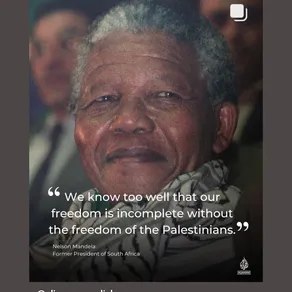 “ We know too well that our
freedom is incomplete without
the freedom of the Palestinians.”
Nelson Mandela
Former President of South Africa